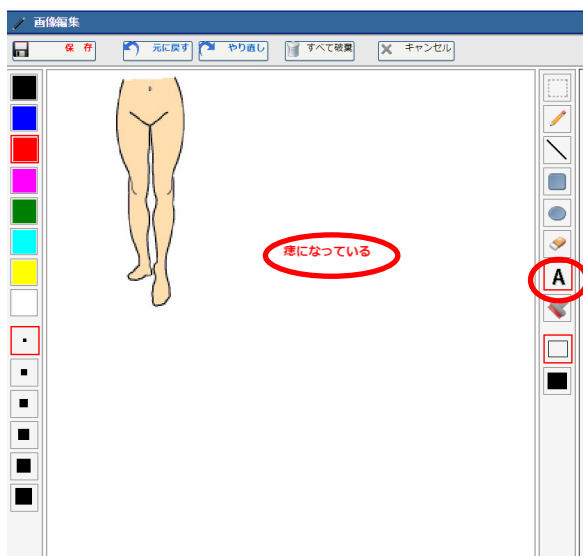 画像編集
保 存
元に戻す
やり直し
すべて破棄
キャンセル
痣になっている
A